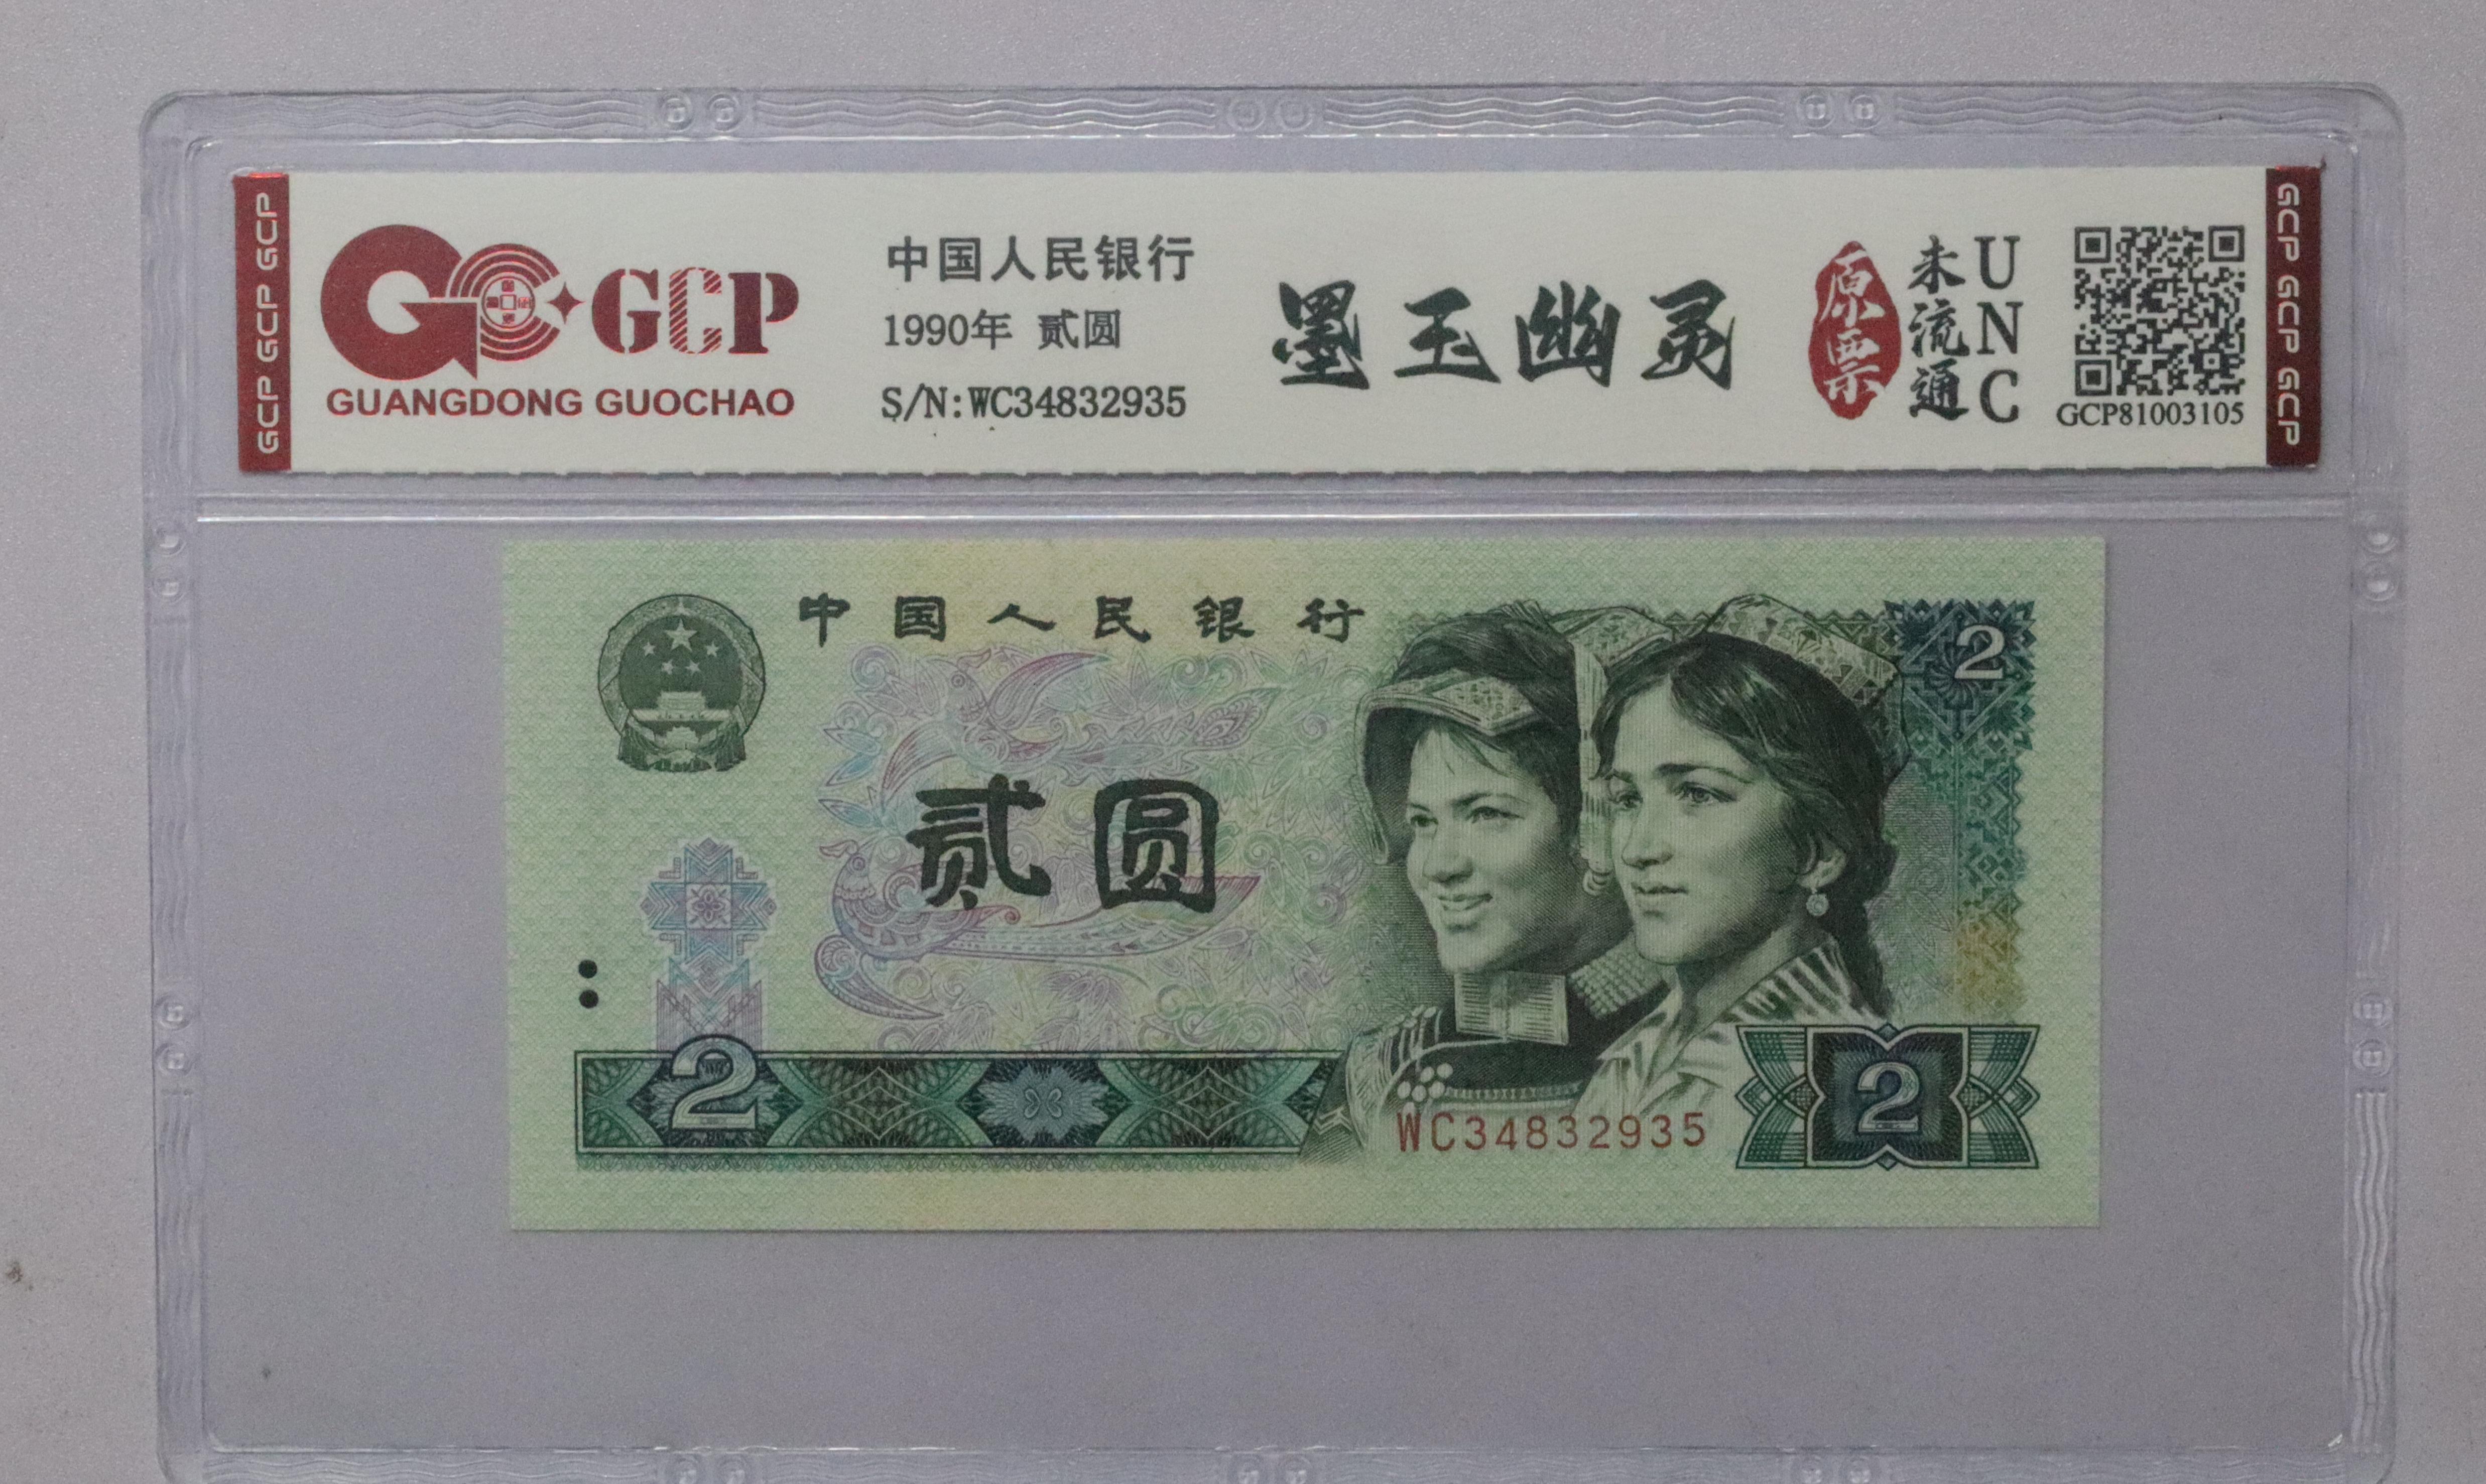 GCP GCP GCP
GCP
GUANGDONG GUOCHAO
中国人民银行
1990年 贰圆
S/N:WC34832935
墨玉幽灵
原票
未流通
UNC
GCP81003105
GCP GCP GCP
中国人民银行
2
贰圆
2
WC34832935
2